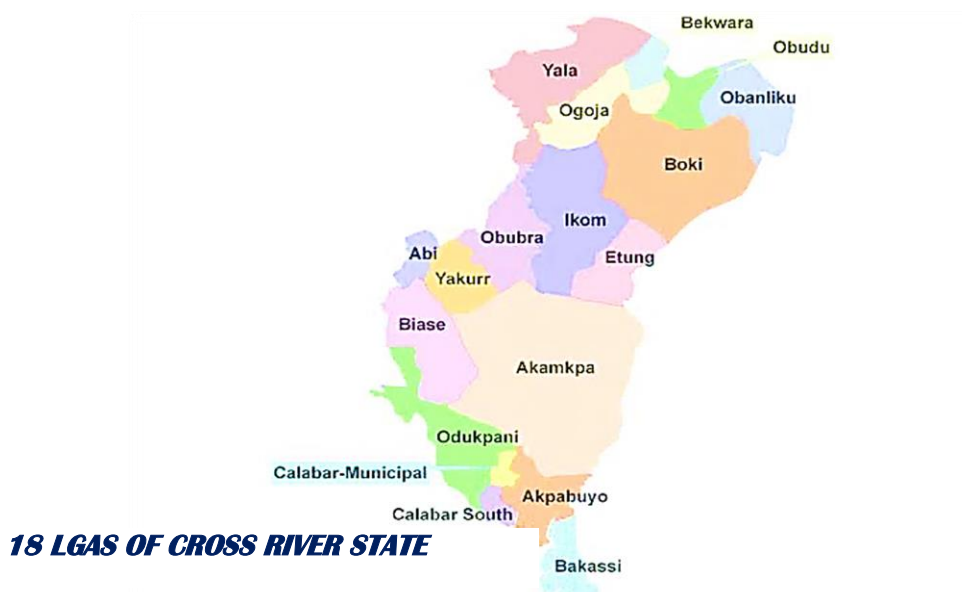 Bekwara
Obudu
Yala
Obanliku
Ogoja
Boki
Ikom
Obubra
Abi
Etung
Yakurr
Biase
Akamkpa
Odukpani
Calabar-Municipal
Akpabuyo
Calabar South
18 LGAS OF CROSS RIVER STATE
Bakassi